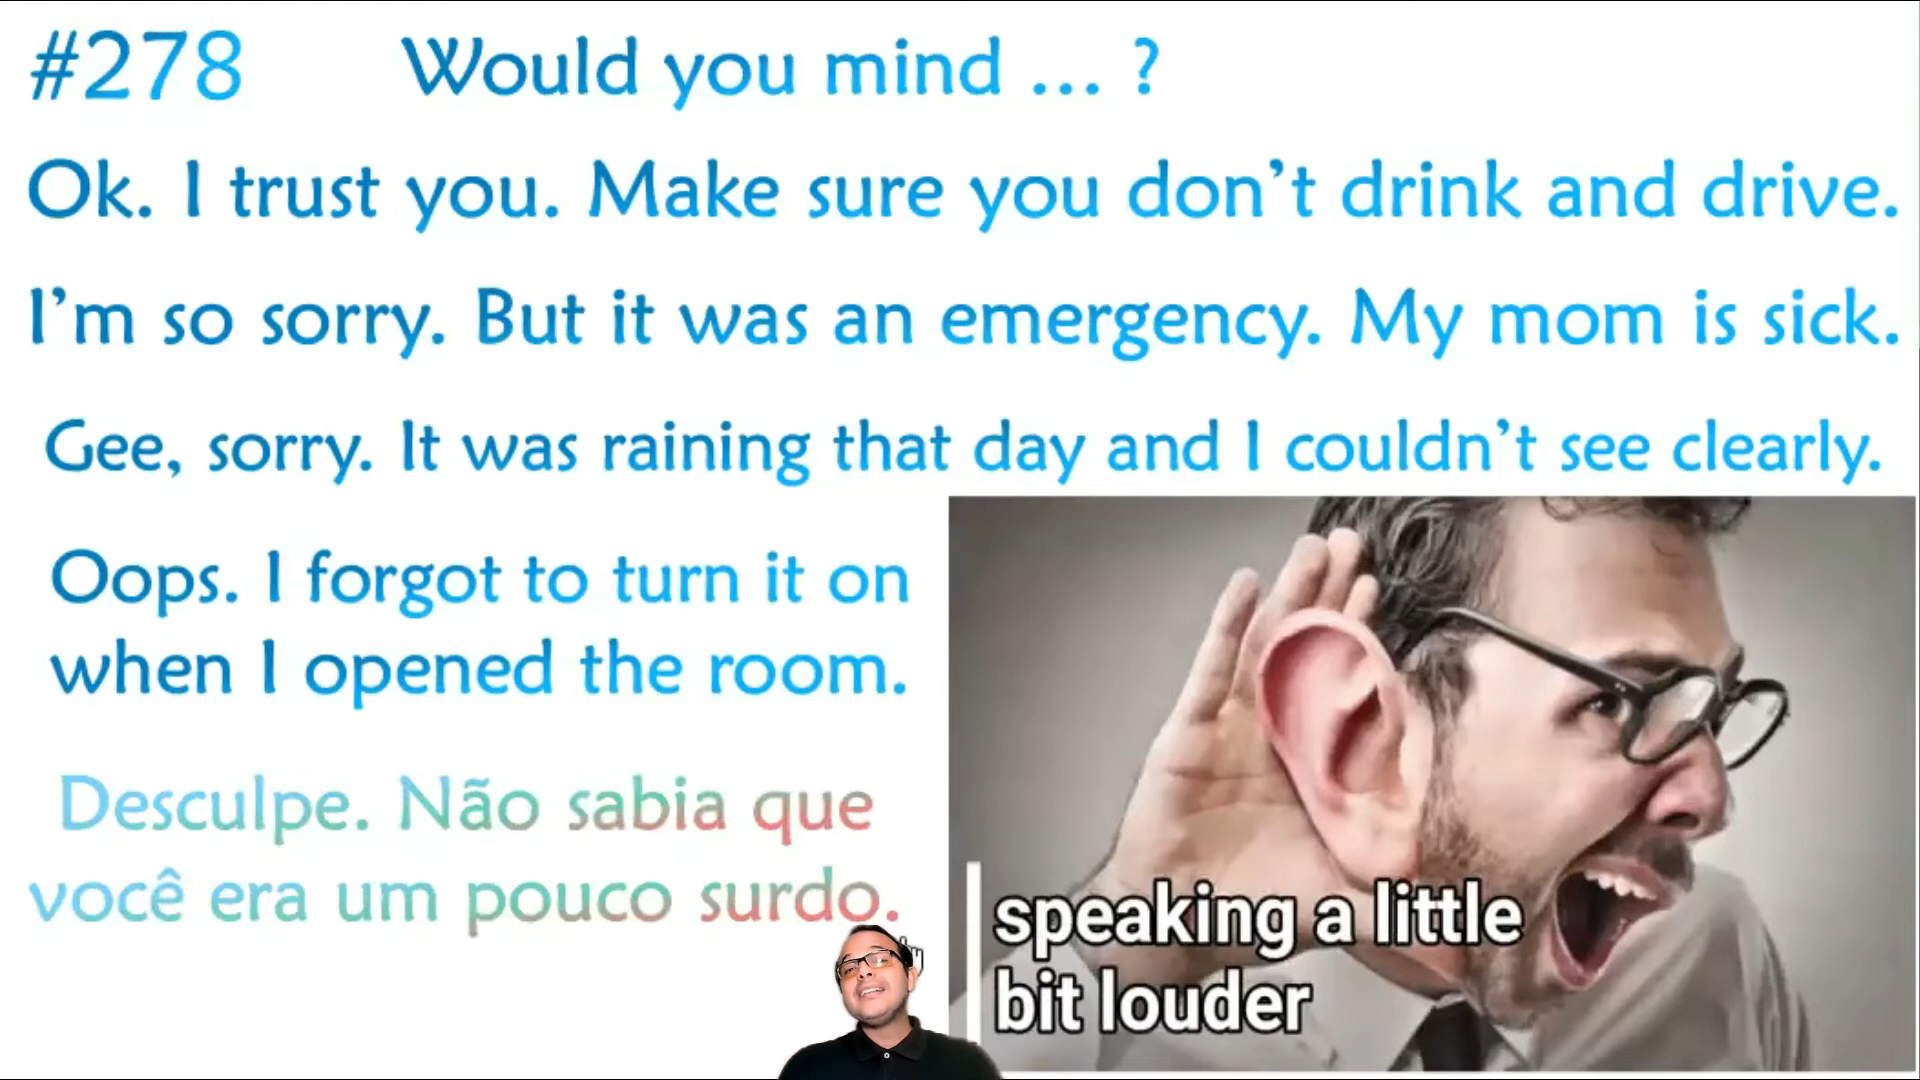 #278 Would you mind ... ?
Ok. I trust you. Make sure you don't drink and drive.
I'm so sorry. But it was an emergency. My mom is sick.
Gee, sorry. It was raining that day and I couldn't see clearly.
Oops. I forgot to turn it on
when I opened the room.
Desculpe. Não sabia que
você era um pouco surdo.
speaking a little
bit louder